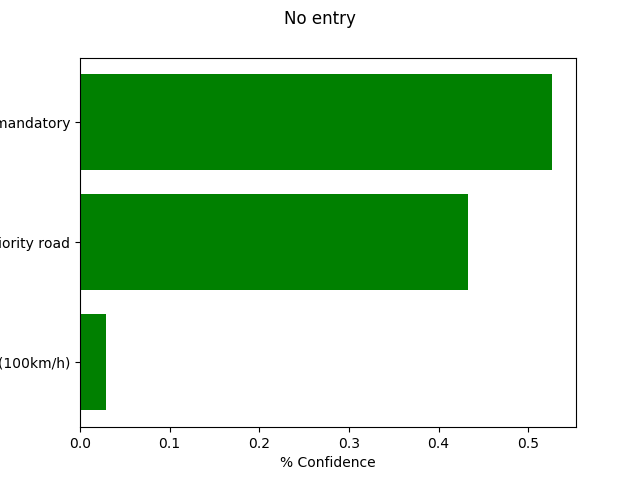 No entry
mandatory
iority road
(100km/h)
0.0 0.1 0.2 0.3 0.4 0.5
% Confidence